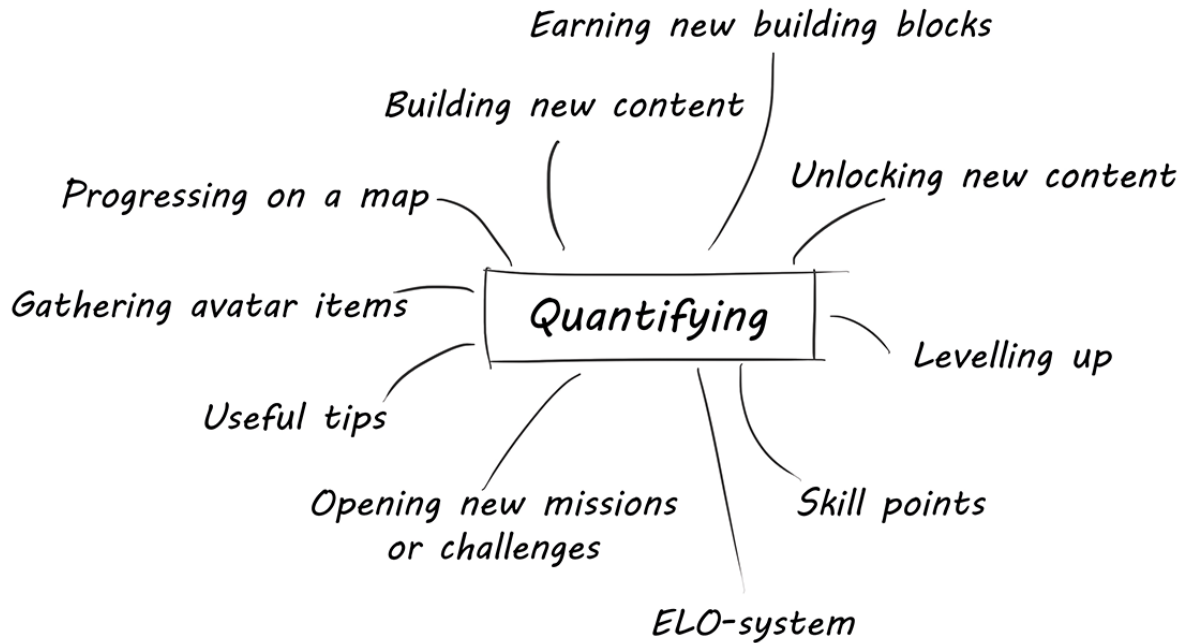 Earning new building blocks
Building new content
Unlocking new content
Progressing on a map
Gathering avatar items
Quantifying
Levelling up
Useful tips
Opening new missions
or challenges
Skill points
ELO-system